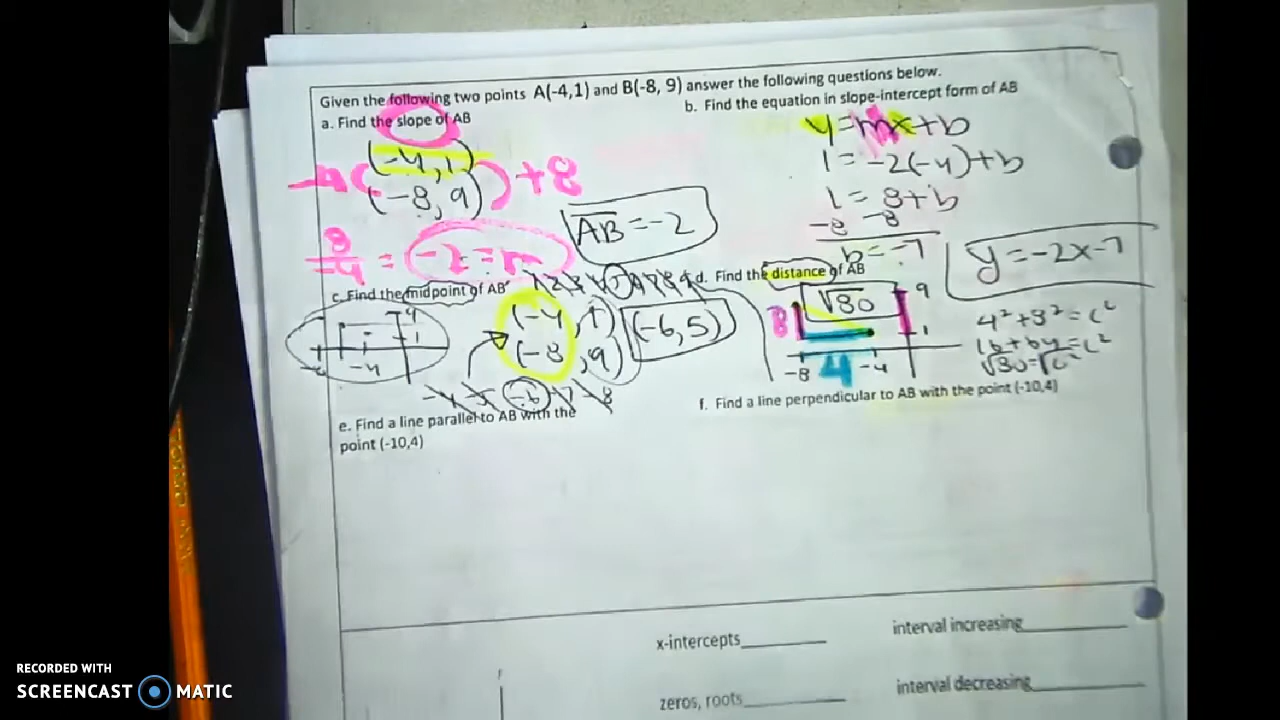 Given the following two points A(-4,1) and B(-8, 9) answer the following questions below.
a. Find the slope of AB
b. Find the equation in slope-intercept form of AB
(-4, 1)
-4 ( (-8, 9) ) +8
8/-4 = -2 = m
AB = -2
y = mx + b
1 = -2(-4) + b
1 = 8 + b
-8 -8
b = -7
y = -2x - 7
c. Find the midpoint of AB
9
1
-4
(-4, 1)
(-8, 9)
(-6, 5)
-4 -5 -6 -7 -8
d. Find the distance of AB
√80
8
9
1
-8 4 -4
4² + 8² = c²
16 + 64 = c²
√80 = √c²
e. Find a line parallel to AB with the
point (-10,4)
f. Find a line perpendicular to AB with the point (-10,4)
x-intercepts
interval increasing
zeros, roots
interval decreasing
RECORDED WITH
SCREENCAST MATIC